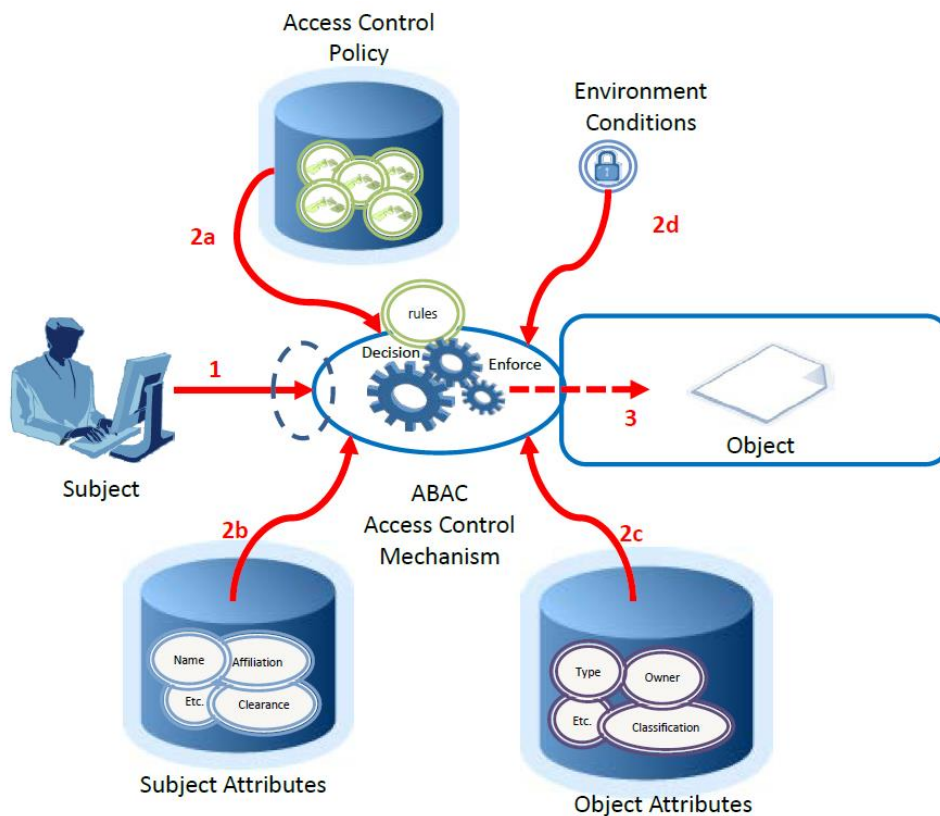 Access Control
Policy
Environment
Conditions
2a
2d
rules
Decision
Enforce
1
3
Subject
Object
ABAC
Access Control
Mechanism
2b
2c
Name
Affiliation
Etc.
Clearance
Type
Owner
Etc.
Classification
Subject Attributes
Object Attributes